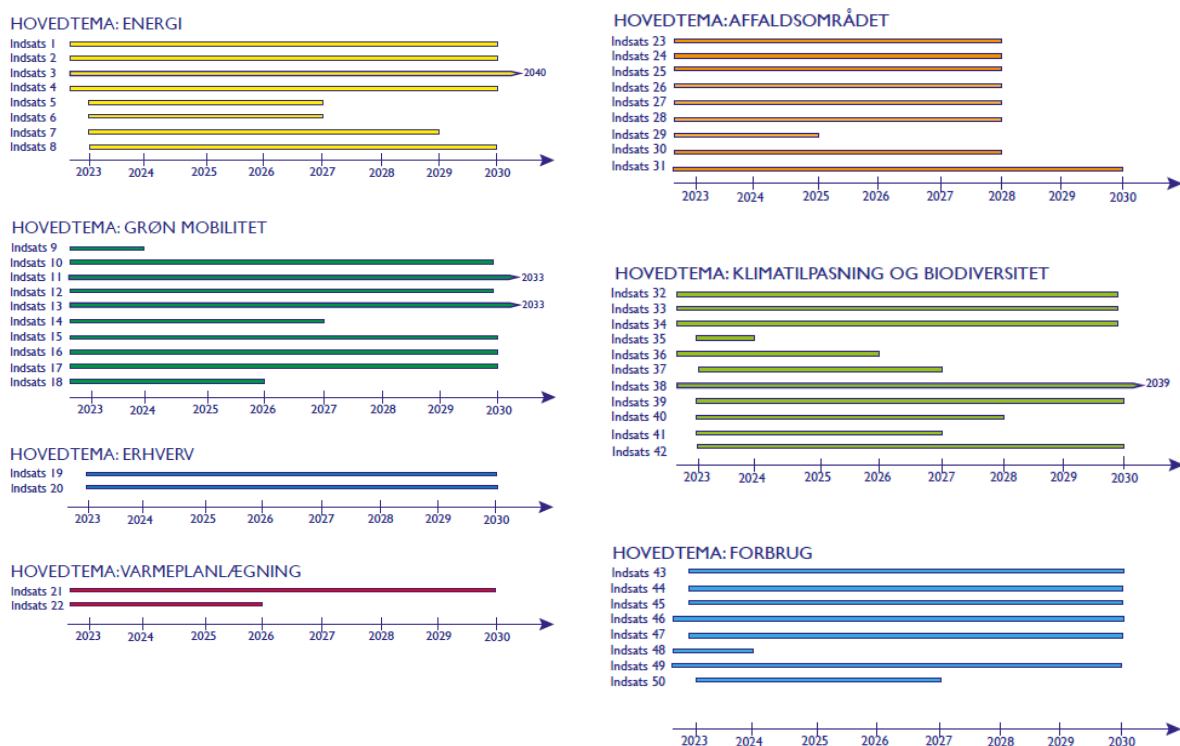 HOVEDTEMA: ENERGI
Indsats 1
Indsats 2
Indsats 3
2040
Indsats 4
Indsats 5
Indsats 6
Indsats 7
Indsats 8
2023 2024 2025 2026 2027 2028 2029 2030
HOVEDTEMA: GRØN MOBILITET
Indsats 9
Indsats 10
Indsats 11
2033
Indsats 12
Indsats 13
2033
Indsats 14
Indsats 15
Indsats 16
Indsats 17
Indsats 18
2023 2024 2025 2026 2027 2028 2029 2030
HOVEDTEMA: ERHVERV
Indsats 19
Indsats 20
2023 2024 2025 2026 2027 2028 2029 2030
HOVEDTEMA: VARMEPLANLÆGNING
Indsats 21
Indsats 22
2023 2024 2025 2026 2027 2028 2029 2030
HOVEDTEMA: AFFALDSOMRÅDET
Indsats 23
Indsats 24
Indsats 25
Indsats 26
Indsats 27
Indsats 28
Indsats 29
Indsats 30
Indsats 31
2023 2024 2025 2026 2027 2028 2029 2030
HOVEDTEMA: KLIMATILPASNING OG BIODIVERSITET
Indsats 32
Indsats 33
Indsats 34
Indsats 35
Indsats 36
Indsats 37
Indsats 38
2039
Indsats 39
Indsats 40
Indsats 41
Indsats 42
2023 2024 2025 2026 2027 2028 2029 2030
HOVEDTEMA: FORBRUG
Indsats 43
Indsats 44
Indsats 45
Indsats 46
Indsats 47
Indsats 48
Indsats 49
Indsats 50
2023 2024 2025 2026 2027 2028 2029 2030